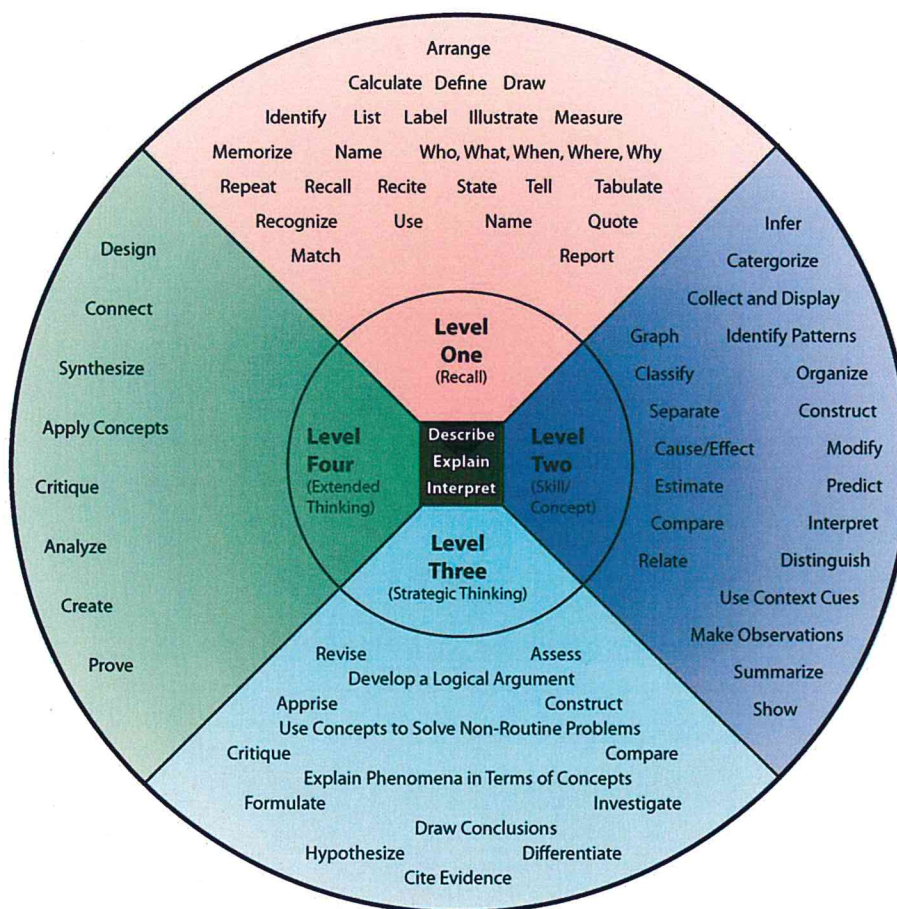 Arrange
Calculate Define Draw
Identify List Label Illustrate Measure
Memorize Name Who, What, When, Where, Why
Repeat Recall Recite State Tell Tabulate
Recognize Use Name Quote
Match Report
Level
One
(Recall)
Infer
Catergorize
Collect and Display
Graph Identify Patterns
Classify Organize
Separate Construct
Cause/Effect Modify
Estimate Predict
Compare Interpret
Relate Distinguish
Use Context Cues
Make Observations
Summarize
Show
Level
Two
(Skill/
Concept)
Describe
Explain
Interpret
Level
Three
(Strategic Thinking)
Revise Assess
Develop a Logical Argument
Apprise Construct
Use Concepts to Solve Non-Routine Problems
Critique Compare
Explain Phenomena in Terms of Concepts
Formulate Investigate
Draw Conclusions
Hypothesize Differentiate
Cite Evidence
Level
Four
(Extended
Thinking)
Design
Connect
Synthesize
Apply Concepts
Critique
Analyze
Create
Prove